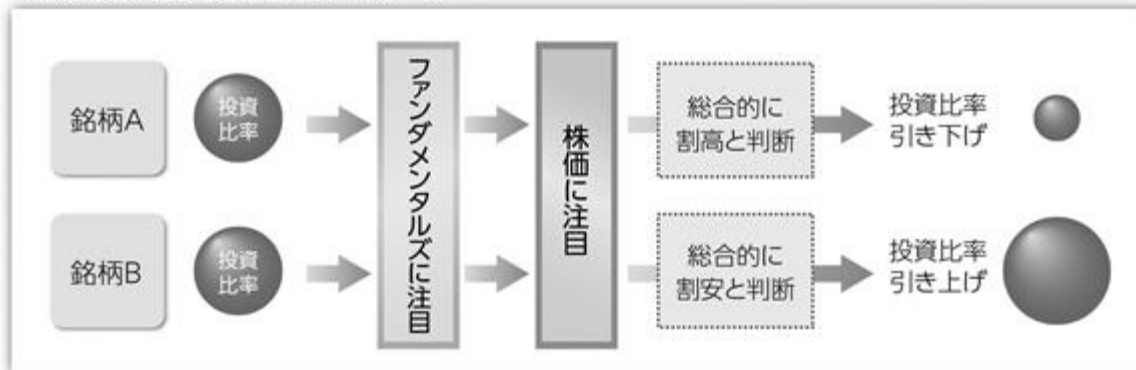 銘柄A
投資
比率
ファンダメンタルズに注目
株価に注目
総合的に
割高と判断
投資比率
引き下げ
銘柄B
投資
比率
総合的に
割安と判断
投資比率
引き上げ